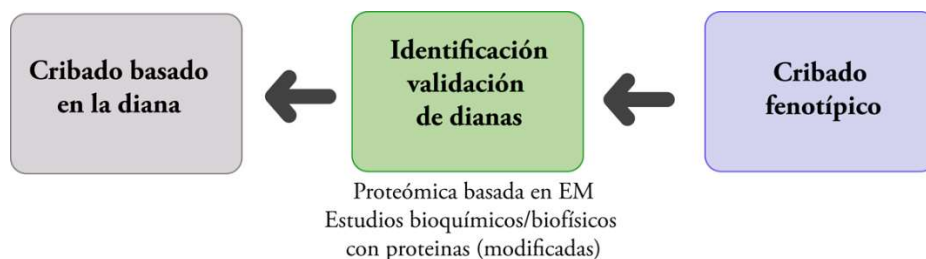 Cribado basado
en la diana
Identificación
validación
de dianas
Cribado
fenotípico
Proteómica basada en EM
Estudios bioquímicos/biofísicos
con proteinas (modificadas)